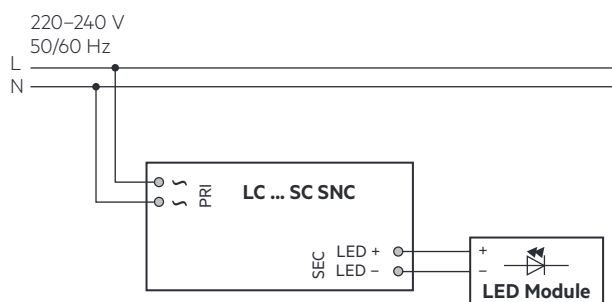 220–240 V
50/60 Hz
L
N
~
~
PRI
LC ... SC SNC
SEC
LED +
LED –
+
–
LED Module